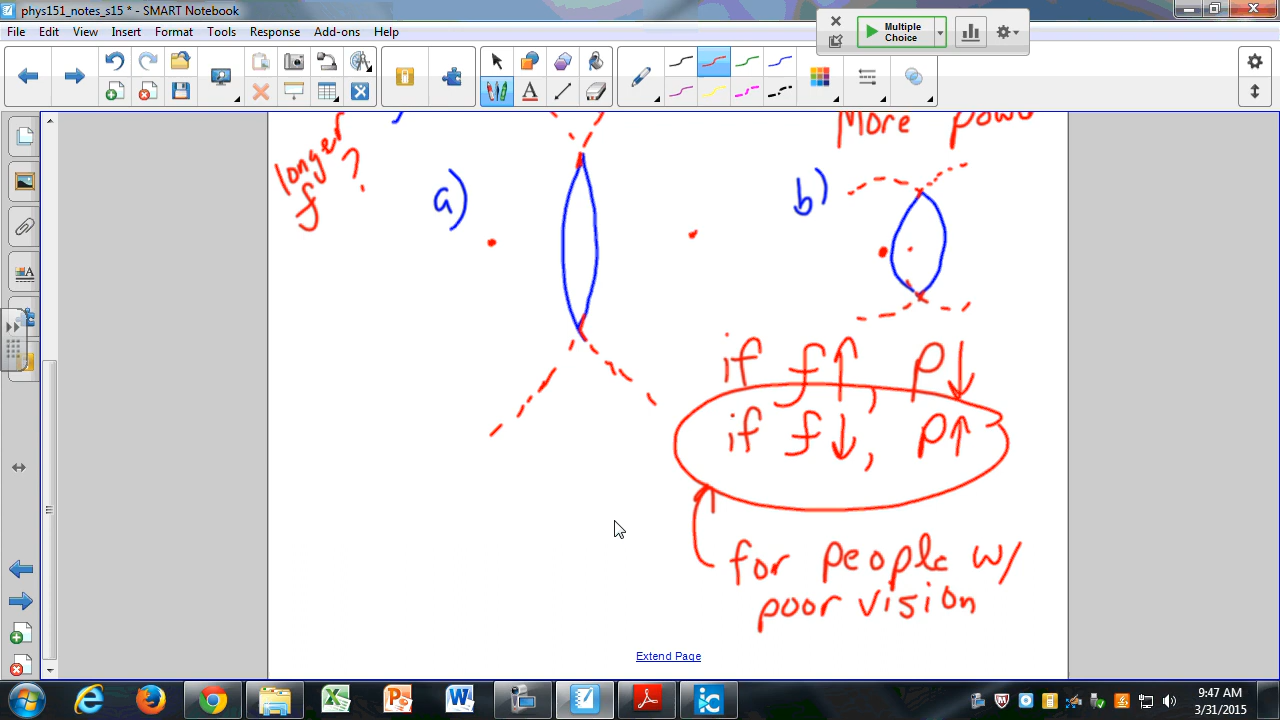 phys151_notes_s15 * - SMART Notebook
File Edit View Insert Format Tools Response Add-ons Help
Multiple
Choice
A
longer
f ?
a)
More power
b)
if f↑, P↓
if f↓, P↑
for people w/
poor vision
Extend Page
9:47 AM
3/31/2015